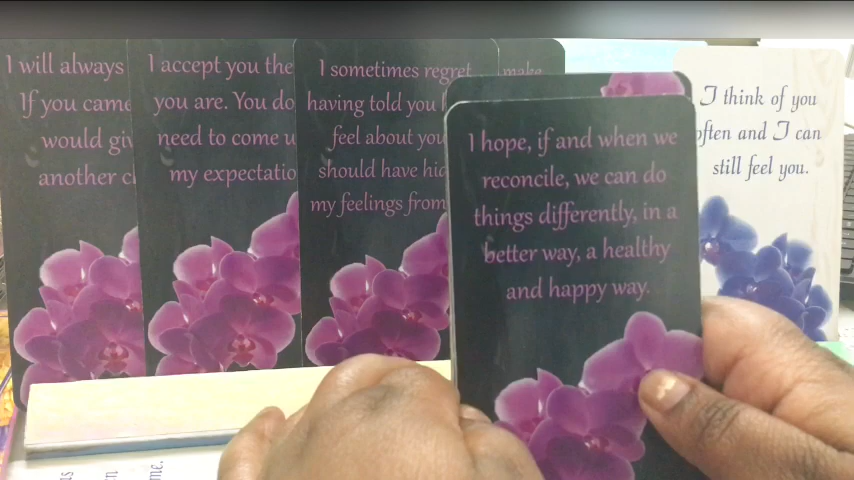 I will always
If you came
would giv
another c
I accept you the
you are. You do
need to come u
my expectatio
I sometimes regret
having told you
feel about you
should have hid
my feelings from
make
I hope, if and when we
reconcile, we can do
things differently, in a
better way, a healthy
and happy way.
I think of you
often and I can
still feel you.
me.